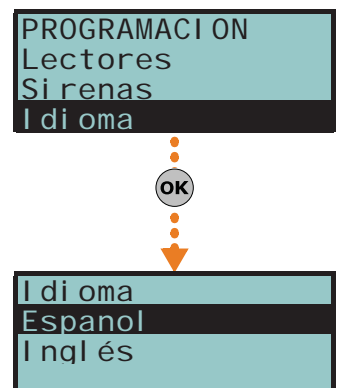 PROGRAMACION
Lectores
Sirenas
Idioma
OK
Idioma
Espanol
Inglés